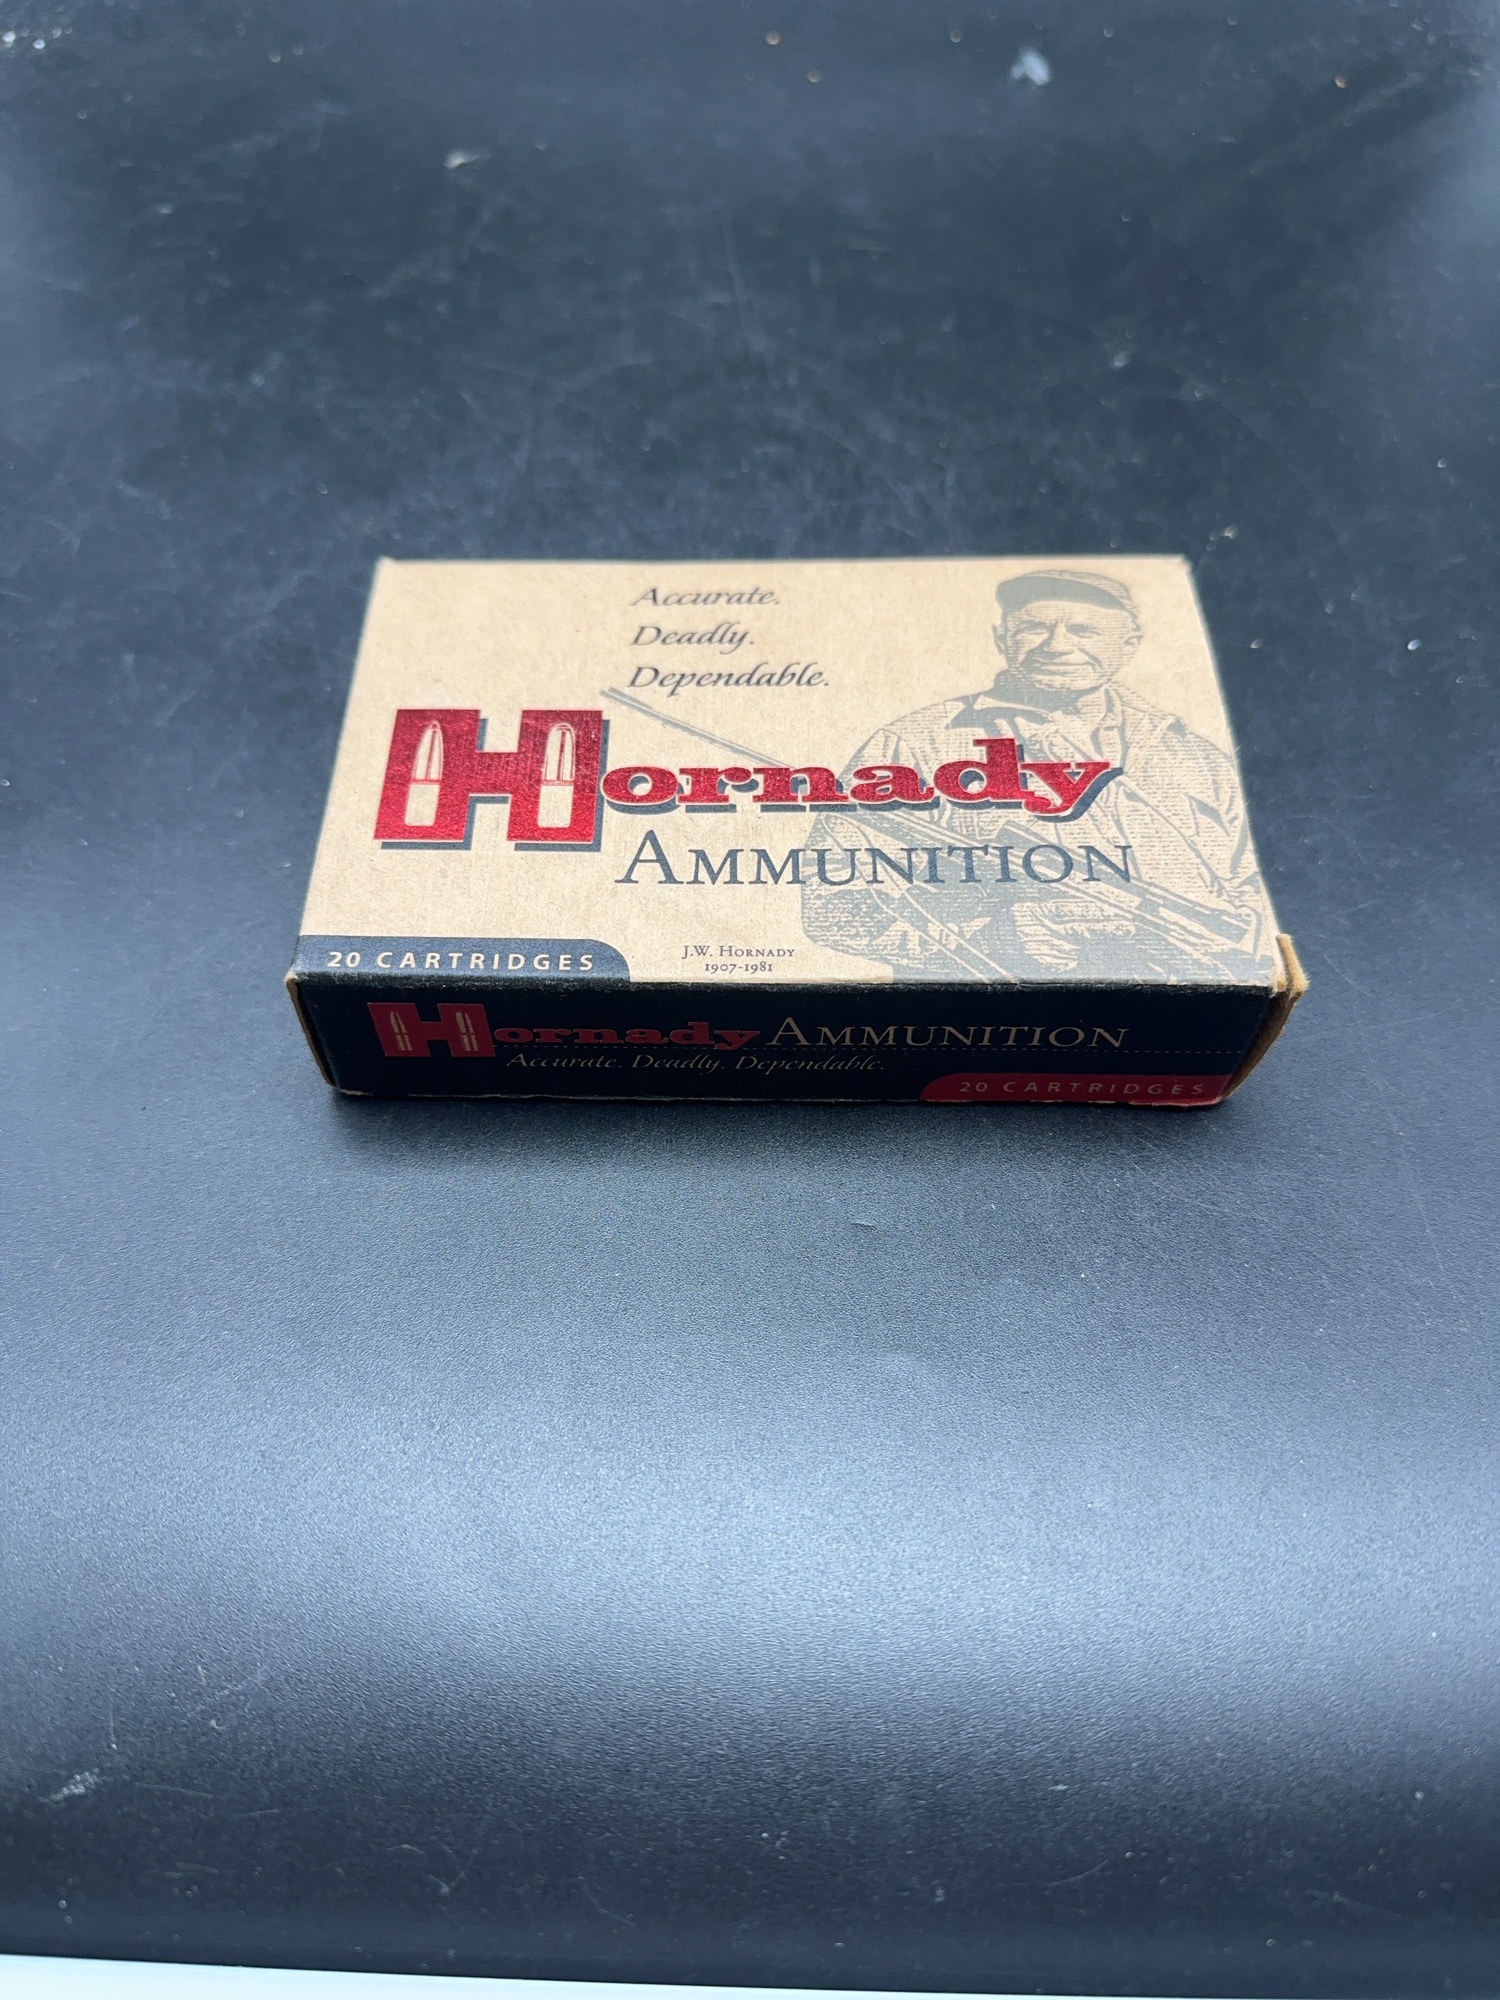 Accurate.
Deadly.
Dependable.
Hornady
AMMUNITION
20 CARTRIDGES
J.W. HORNADY
1907-1981
Hornady AMMUNITION
Accurate. Deadly. Dependable.
20 CARTRIDGES